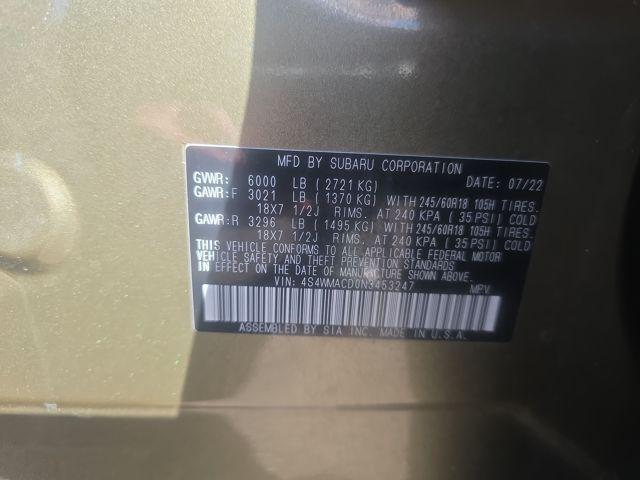 MFD BY SUBARU CORPORATION
GVWR: 6000 LB ( 2721 KG) DATE: 07/22
GAWR:F 3021 LB ( 1370 KG) WITH 245/60R18 105H TIRES.
18X7 1/2J RIMS. AT 240 KPA ( 35 PSI) COLD
GAWR:R 3296 LB ( 1495 KG) WITH 245/60R18 105H TIRES.
18X7 1/2J RIMS. AT 240 KPA ( 35 PSI) COLD
THIS VEHICLE CONFORMS TO ALL APPLICABLE FEDERAL MOTOR
VEHICLE SAFETY AND THEFT PREVENTION STANDARDS
IN EFFECT ON THE DATE OF MANUFACTURE SHOWN ABOVE.
VIN: 4S4WMACD0N3453247 MPV
ASSEMBLED BY SIA INC. MADE IN U.S.A.